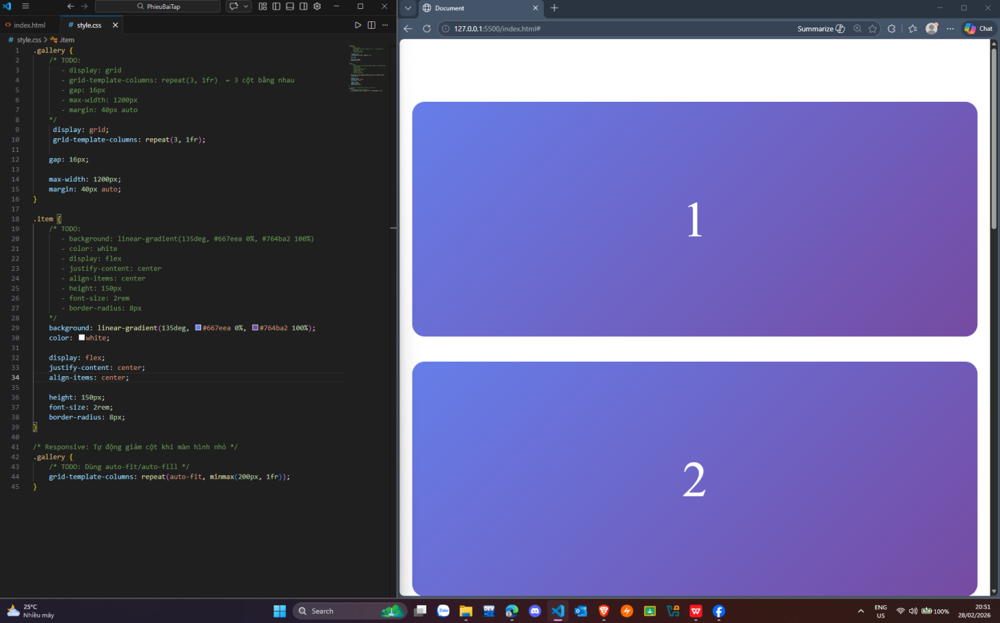 PhieuBaiTap
index.html
style.css
style.css > .item
1 .gallery {
2 /* TODO:
3 - display: grid
4 - grid-template-columns: repeat(3, 1fr) ← 3 cột bằng nhau
5 - gap: 16px
6 - max-width: 1200px
7 - margin: 40px auto
8 */
9 display: grid;
10 grid-template-columns: repeat(3, 1fr);
11
12 gap: 16px;
13
14 max-width: 1200px;
15 margin: 40px auto;
16 }
17
18 .item {
19 /* TODO:
20 - background: linear-gradient(135deg, #667eea 0%, #764ba2 100%)
21 - color: white
22 - display: flex
23 - justify-content: center
24 - align-items: center
25 - height: 150px
26 - font-size: 2rem
27 - border-radius: 8px
28 */
29 background: linear-gradient(135deg, #667eea 0%, #764ba2 100%);
30 color: white;
31
32 display: flex;
33 justify-content: center;
34 align-items: center;
35
36 height: 150px;
37 font-size: 2rem;
38 border-radius: 8px;
39 }
40
41 /* Responsive: Tự động giảm cột khi màn hình nhỏ */
42 .gallery {
43 /* TODO: Dùng auto-fit/auto-fill */
44 grid-template-columns: repeat(auto-fit, minmax(200px, 1fr));
45 }
Document
127.0.0.1:5500/index.html#
Summarize
Chat
1
2
25°C
Nhiều mây
Search
Zalo
DEV
ENG
US
100%
20:51
28/02/2026